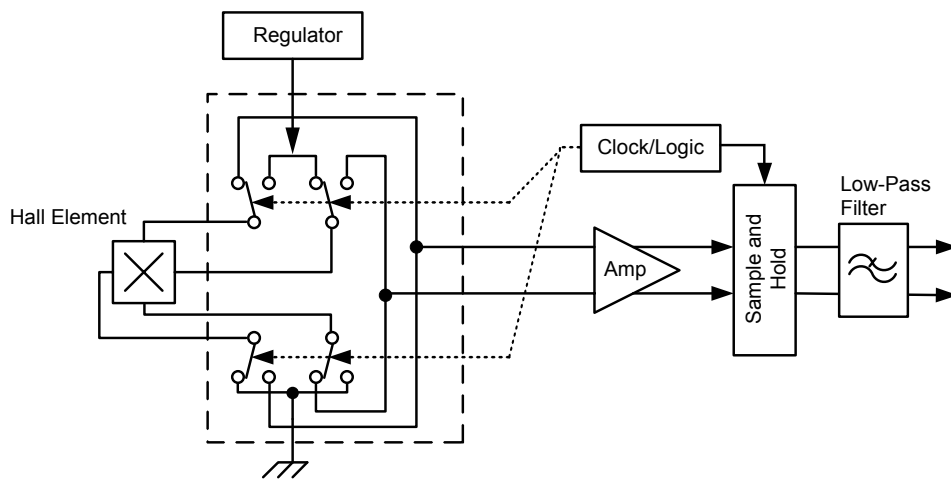 Regulator
Clock/Logic
Low-Pass
Filter
Hall Element
Amp
Sample and
Hold